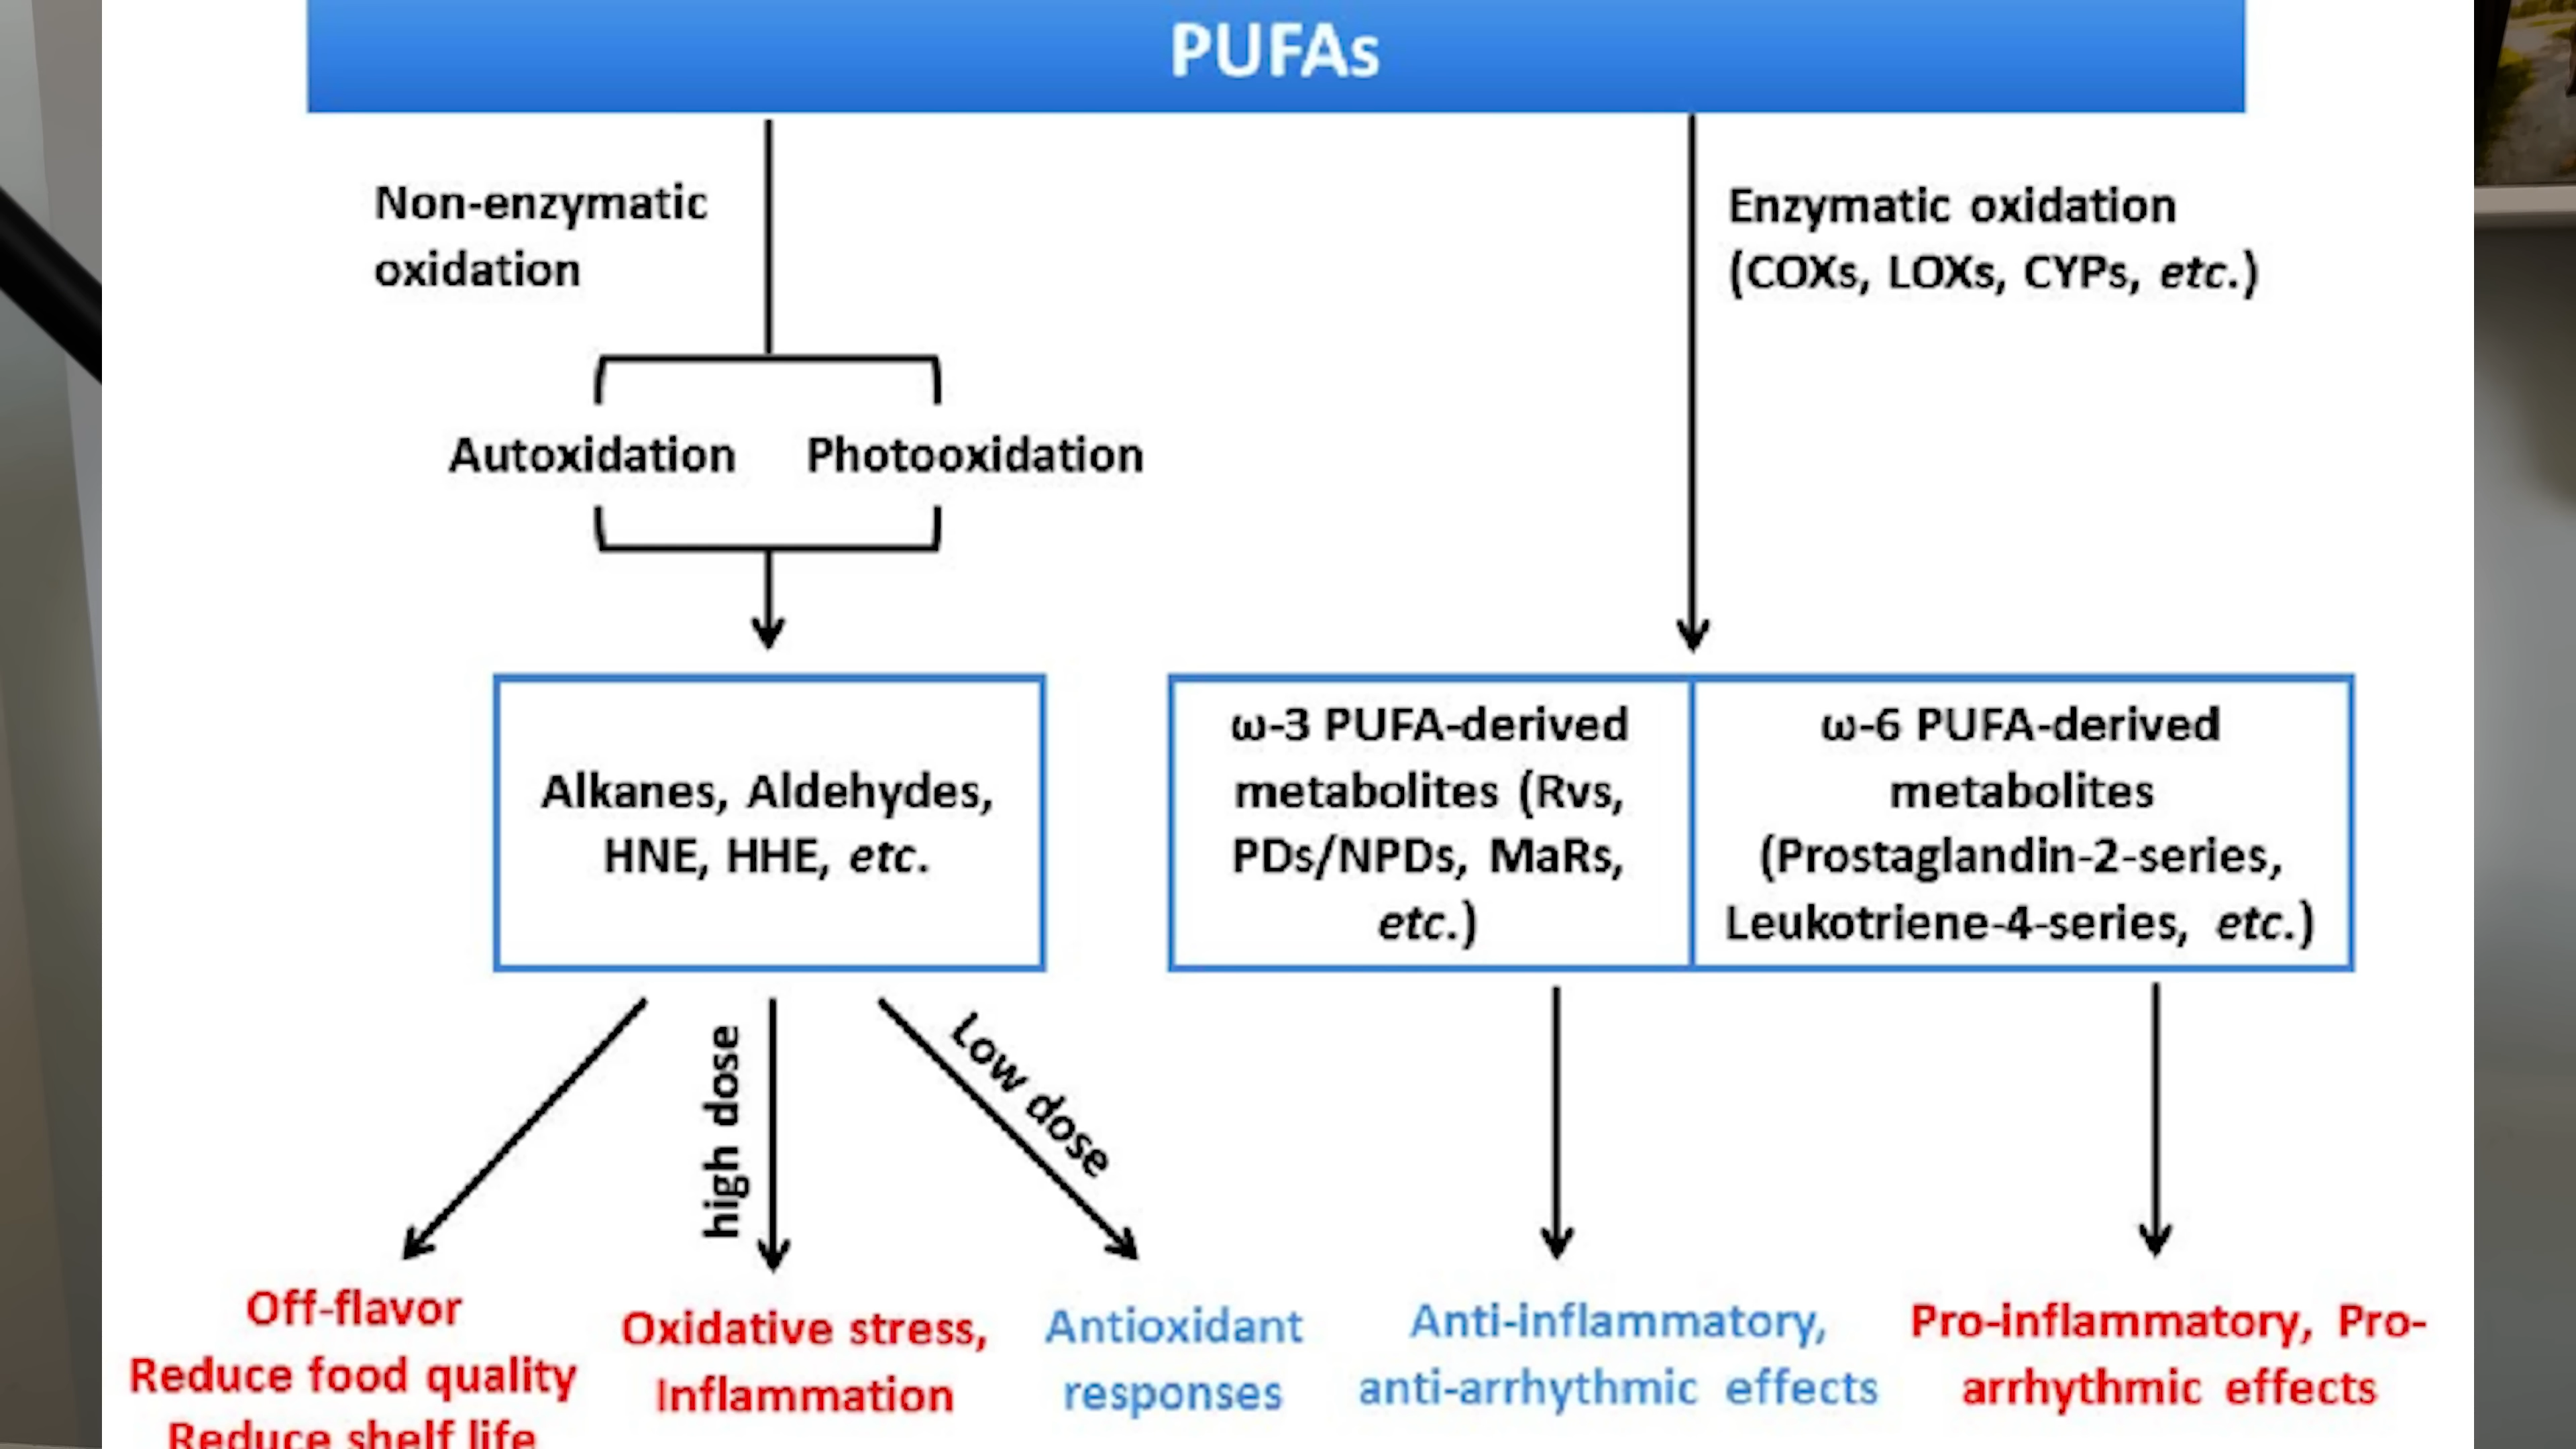 PUFAs
Non-enzymatic
oxidation
Enzymatic oxidation
(COXs, LOXs, CYPs, etc.)
Autoxidation
Photooxidation
Alkanes, Aldehydes,
HNE, HHE, etc.
ω-3 PUFA-derived
metabolites (Rvs,
PDs/NPDs, MaRs,
etc.)
ω-6 PUFA-derived
metabolites
(Prostaglandin-2-series,
Leukotriene-4-series, etc.)
high dose
Low dose
Off-flavor
Reduce food quality
Reduce shelf life
Oxidative stress,
Inflammation
Antioxidant
responses
Anti-inflammatory,
anti-arrhythmic effects
Pro-inflammatory, Pro-
arrhythmic effects